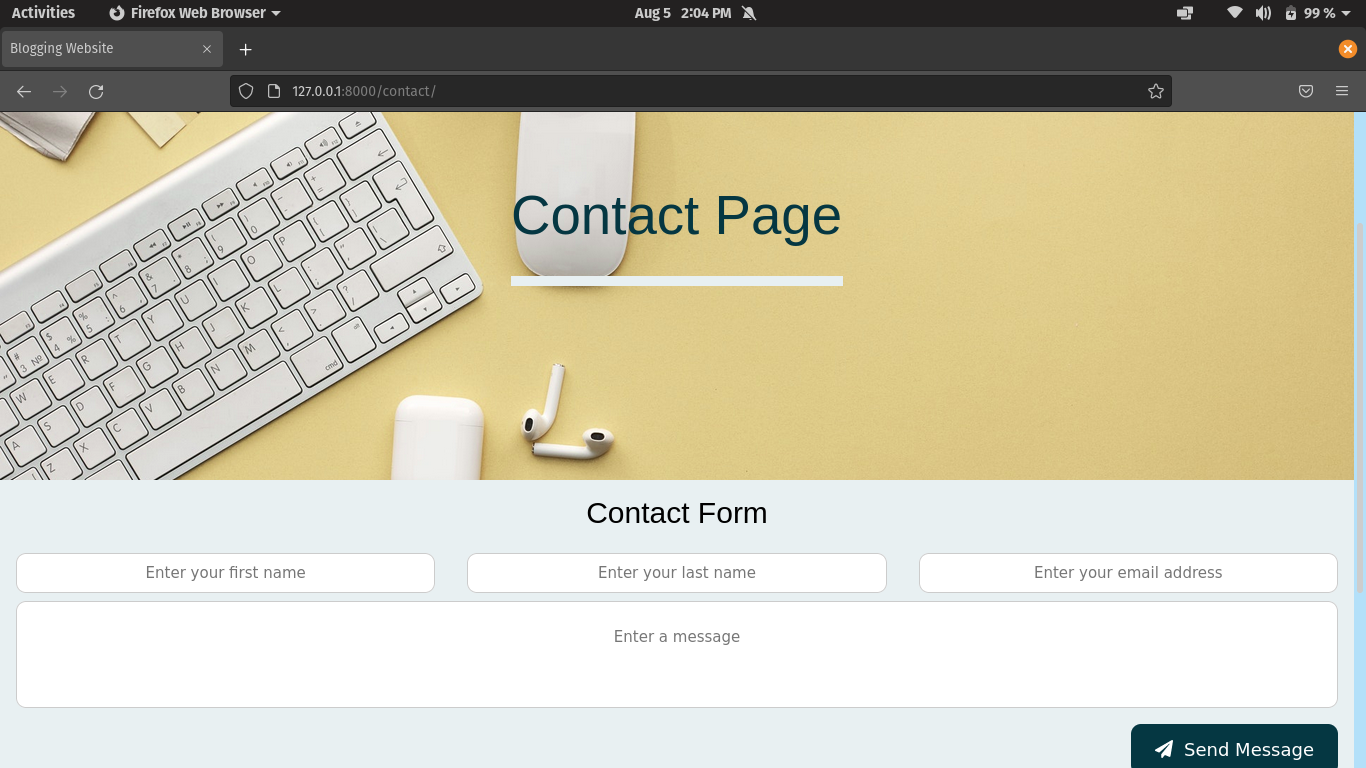 Activities Firefox Web Browser Aug 5 2:04 PM 99 %
Blogging Website
127.0.0.1:8000/contact/
Contact Page
Contact Form
Enter your first name Enter your last name Enter your email address
Enter a message
Send Message